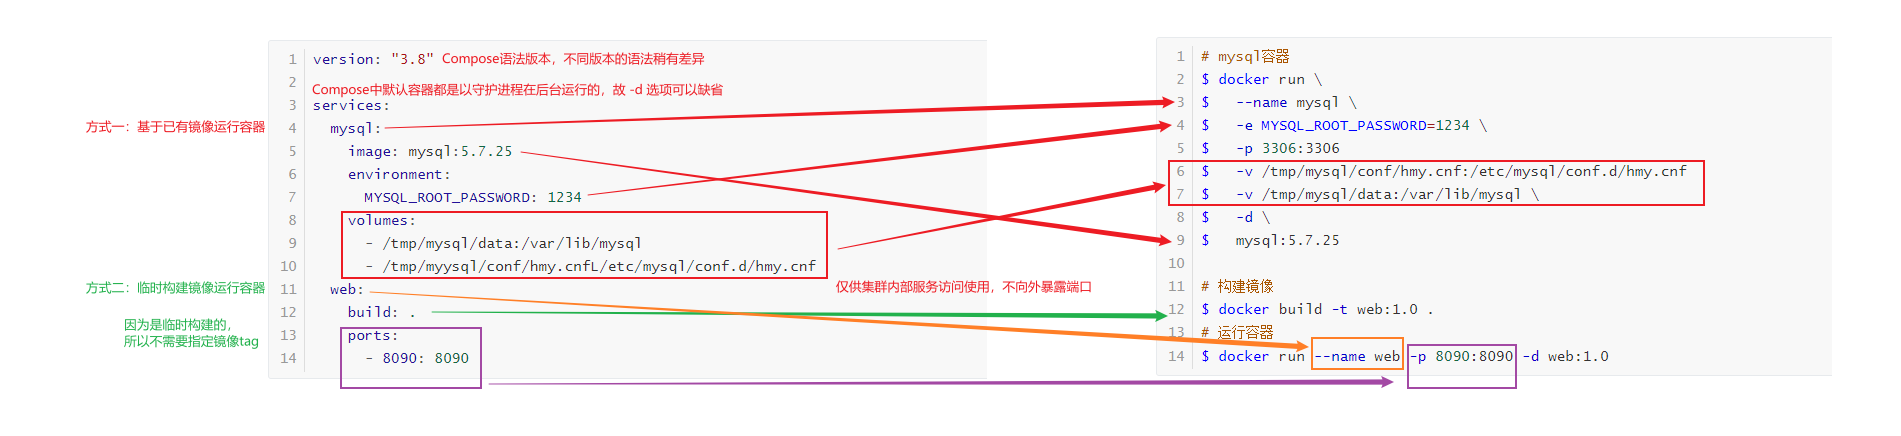 方式一：基于已有镜像运行容器
方式二：临时构建镜像运行容器
因为是临时构建的，
所以不需要指定镜像tag
1 version: "3.8" Compose语法版本，不同版本的语法稍有差异
2
Compose中默认容器都是以守护进程在后台运行的，故 -d 选项可以缺省
3 services:
4 mysql:
5 image: mysql:5.7.25
6 environment:
7 MYSQL_ROOT_PASSWORD: 1234
8 volumes:
9 - /tmp/mysql/data:/var/lib/mysql
10 - /tmp/myysql/conf/hmy.cnfL/etc/mysql/conf.d/hmy.cnf
11 web:
12 build: .
13 ports:
14 - 8090: 8090
仅供集群内部服务访问使用，不向外暴露端口
1 # mysql容器
2 $ docker run \
3 $ --name mysql \
4 $ -e MYSQL_ROOT_PASSWORD=1234 \
5 $ -p 3306:3306
6 $ -v /tmp/mysql/conf/hmy.cnf:/etc/mysql/conf.d/hmy.cnf
7 $ -v /tmp/mysql/data:/var/lib/mysql \
8 $ -d \
9 $ mysql:5.7.25
10
11 # 构建镜像
12 $ docker build -t web:1.0 .
13 # 运行容器
14 $ docker run --name web -p 8090:8090 -d web:1.0